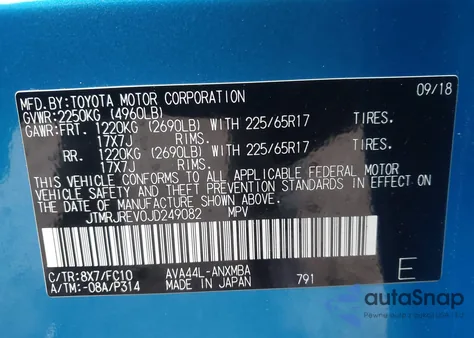 MFD.BY:TOYOTA MOTOR CORPORATION 09/18
GVWR:2250KG (4960LB)
GAWR:FRT. 1220KG (2690LB) WITH 225/65R17 TIRES.
17X7J RIMS.
RR. 1220KG (2690LB) WITH 225/65R17 TIRES.
17X7J RIMS.
THIS VEHICLE CONFORMS TO ALL APPLICABLE FEDERAL MOTOR
VEHICLE SAFETY AND THEFT PREVENTION STANDARDS IN EFFECT ON
THE DATE OF MANUFACTURE SHOWN ABOVE.
JTMRJREV0JD249082 MPV
C/TR:8X7/FC10 AVA44L-ANXMBA
A/TM:-08A/P314 MADE IN JAPAN 791 E
autoSnap
www.autosnap.cz